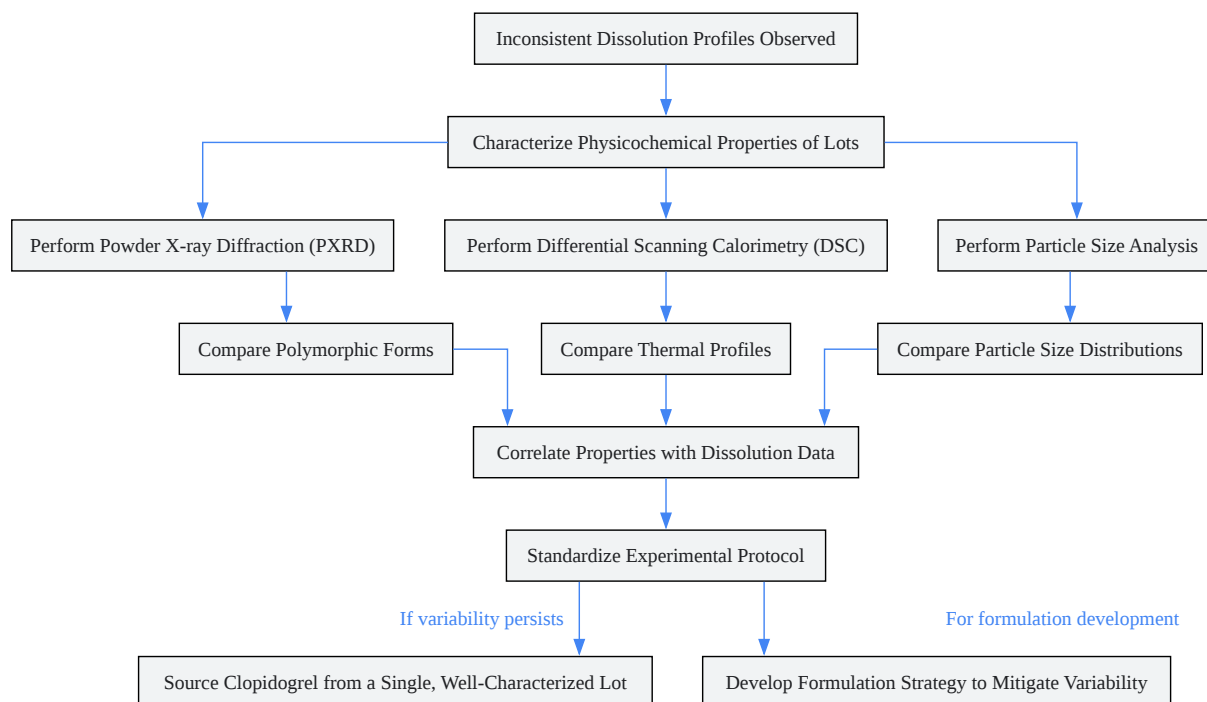 Inconsistent Dissolution Profiles Observed
Characterize Physicochemical Properties of Lots
Perform Powder X-ray Diffraction (PXRD)
Perform Differential Scanning Calorimetry (DSC)
Perform Particle Size Analysis
Compare Polymorphic Forms
Compare Thermal Profiles
Compare Particle Size Distributions
Correlate Properties with Dissolution Data
Standardize Experimental Protocol
If variability persists
For formulation development
Source Clopidogrel from a Single, Well-Characterized Lot
Develop Formulation Strategy to Mitigate Variability